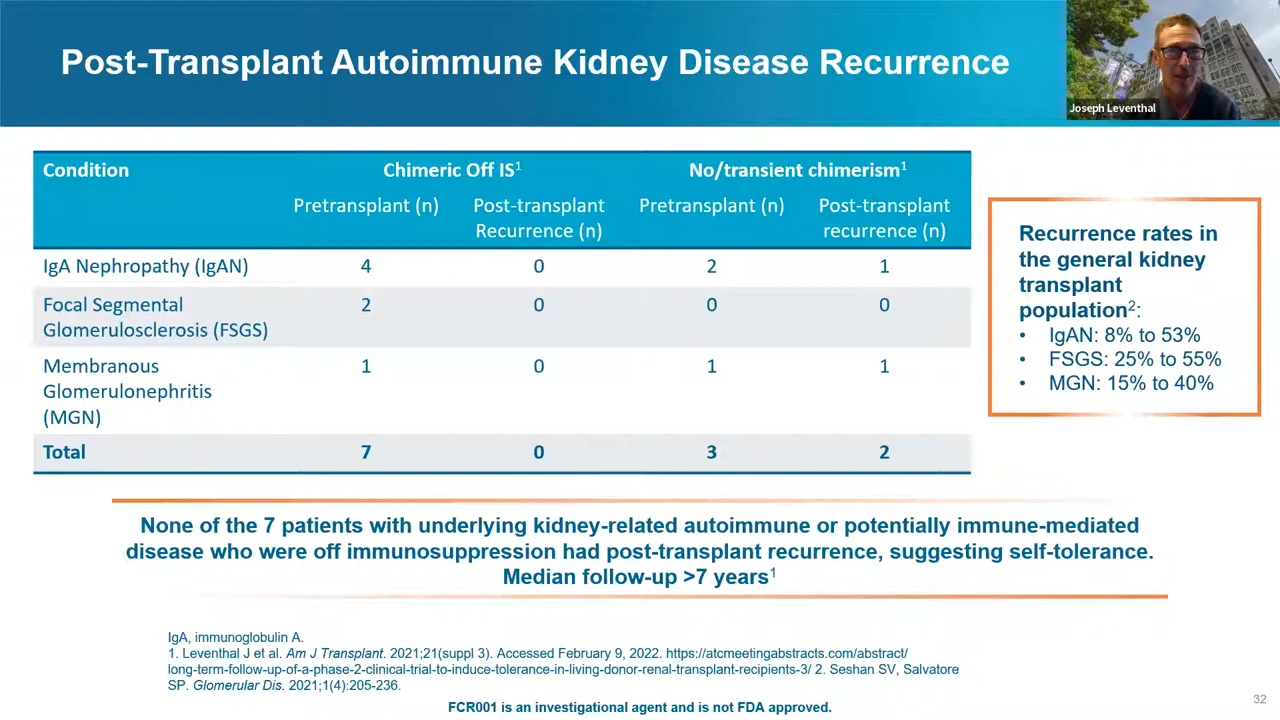 Post-Transplant Autoimmune Kidney Disease Recurrence
Joseph Leventhal
Condition Chimeric Off IS1 No/transient chimerism1
Pretransplant (n) Post-transplant Recurrence (n) Pretransplant (n) Post-transplant recurrence (n)
IgA Nephropathy (IgAN) 4 0 2 1
Focal Segmental Glomerulosclerosis (FSGS) 2 0 0 0
Membranous Glomerulonephritis (MGN) 1 0 1 1
Total 7 0 3 2
Recurrence rates in
the general kidney
transplant
population2:
• IgAN: 8% to 53%
• FSGS: 25% to 55%
• MGN: 15% to 40%
None of the 7 patients with underlying kidney-related autoimmune or potentially immune-mediated
disease who were off immunosuppression had post-transplant recurrence, suggesting self-tolerance.
Median follow-up >7 years1
IgA, immunoglobulin A.
1. Leventhal J et al. Am J Transplant. 2021;21(suppl 3). Accessed February 9, 2022. https://atcmeetingabstracts.com/abstract/
long-term-follow-up-of-a-phase-2-clinical-trial-to-induce-tolerance-in-living-donor-renal-transplant-recipients-3/ 2. Seshan SV, Salvatore
SP. Glomerular Dis. 2021;1(4):205-236.
FCR001 is an investigational agent and is not FDA approved.
32